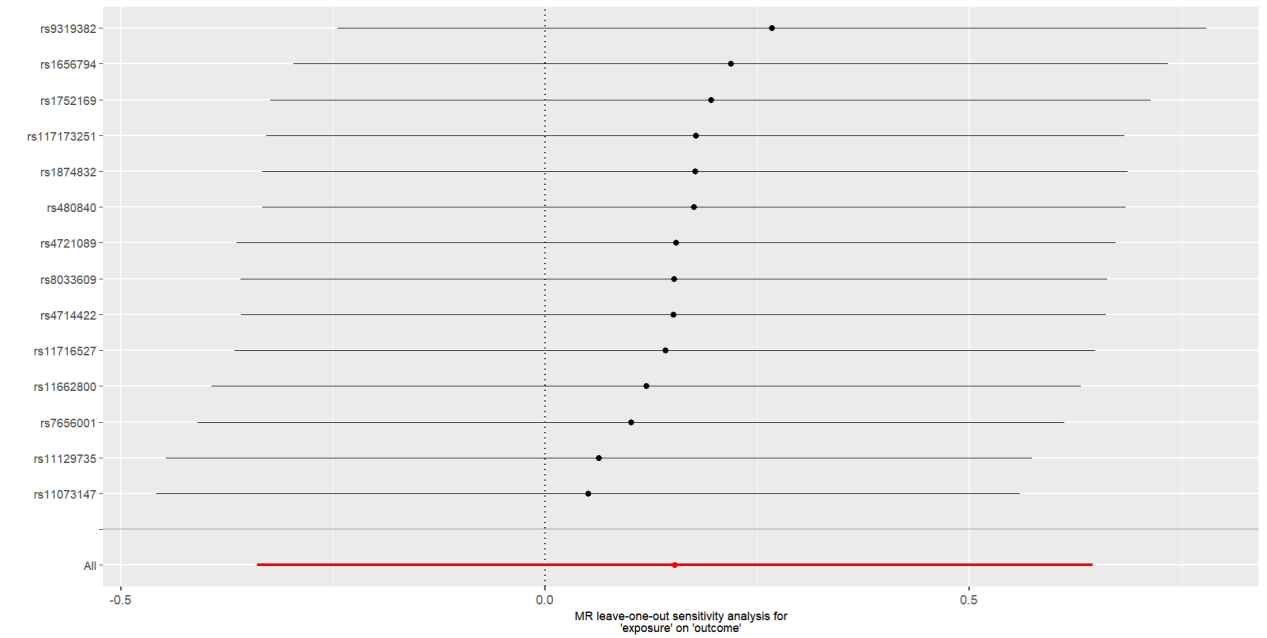 rs9319382
rs1656794
rs1752169
rs117173251
rs1874832
rs480840
rs4721089
rs8033609
rs4714422
rs11716527
rs11662800
rs7656001
rs11129735
rs11073147
All
-0.5
0.0
0.5
MR leave-one-out sensitivity analysis for
'exposure' on 'outcome'